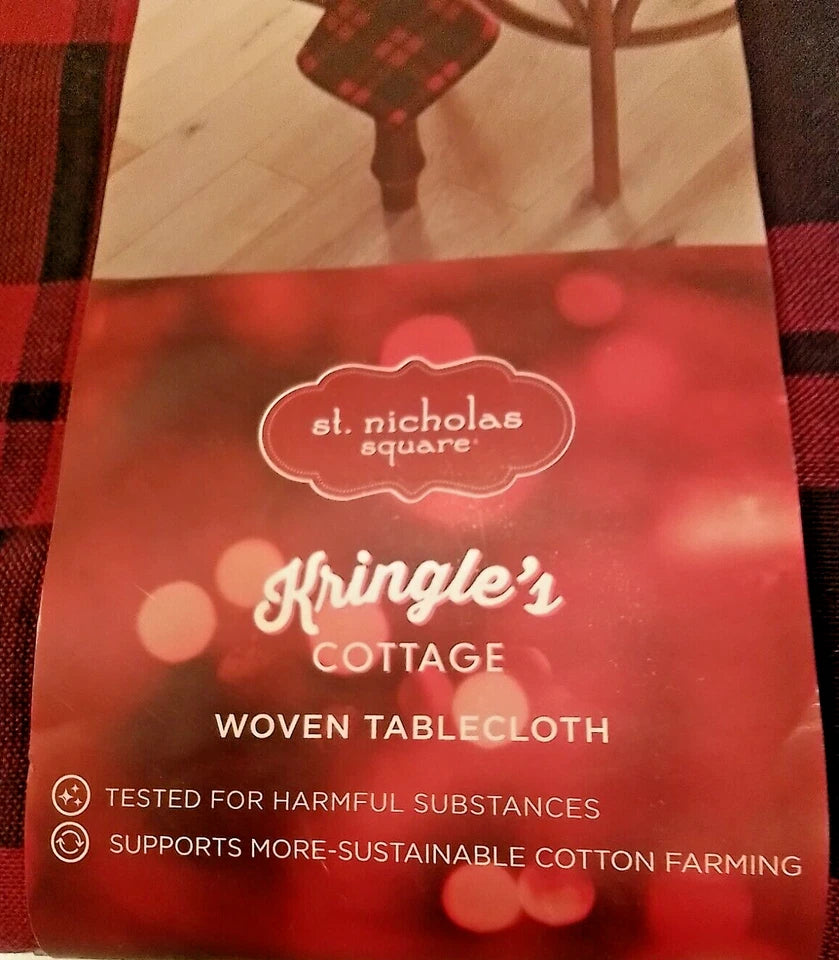 st. nicholas
square
Kringle's
COTTAGE
WOVEN TABLECLOTH
TESTED FOR HARMFUL SUBSTANCES
SUPPORTS MORE-SUSTAINABLE COTTON FARMING